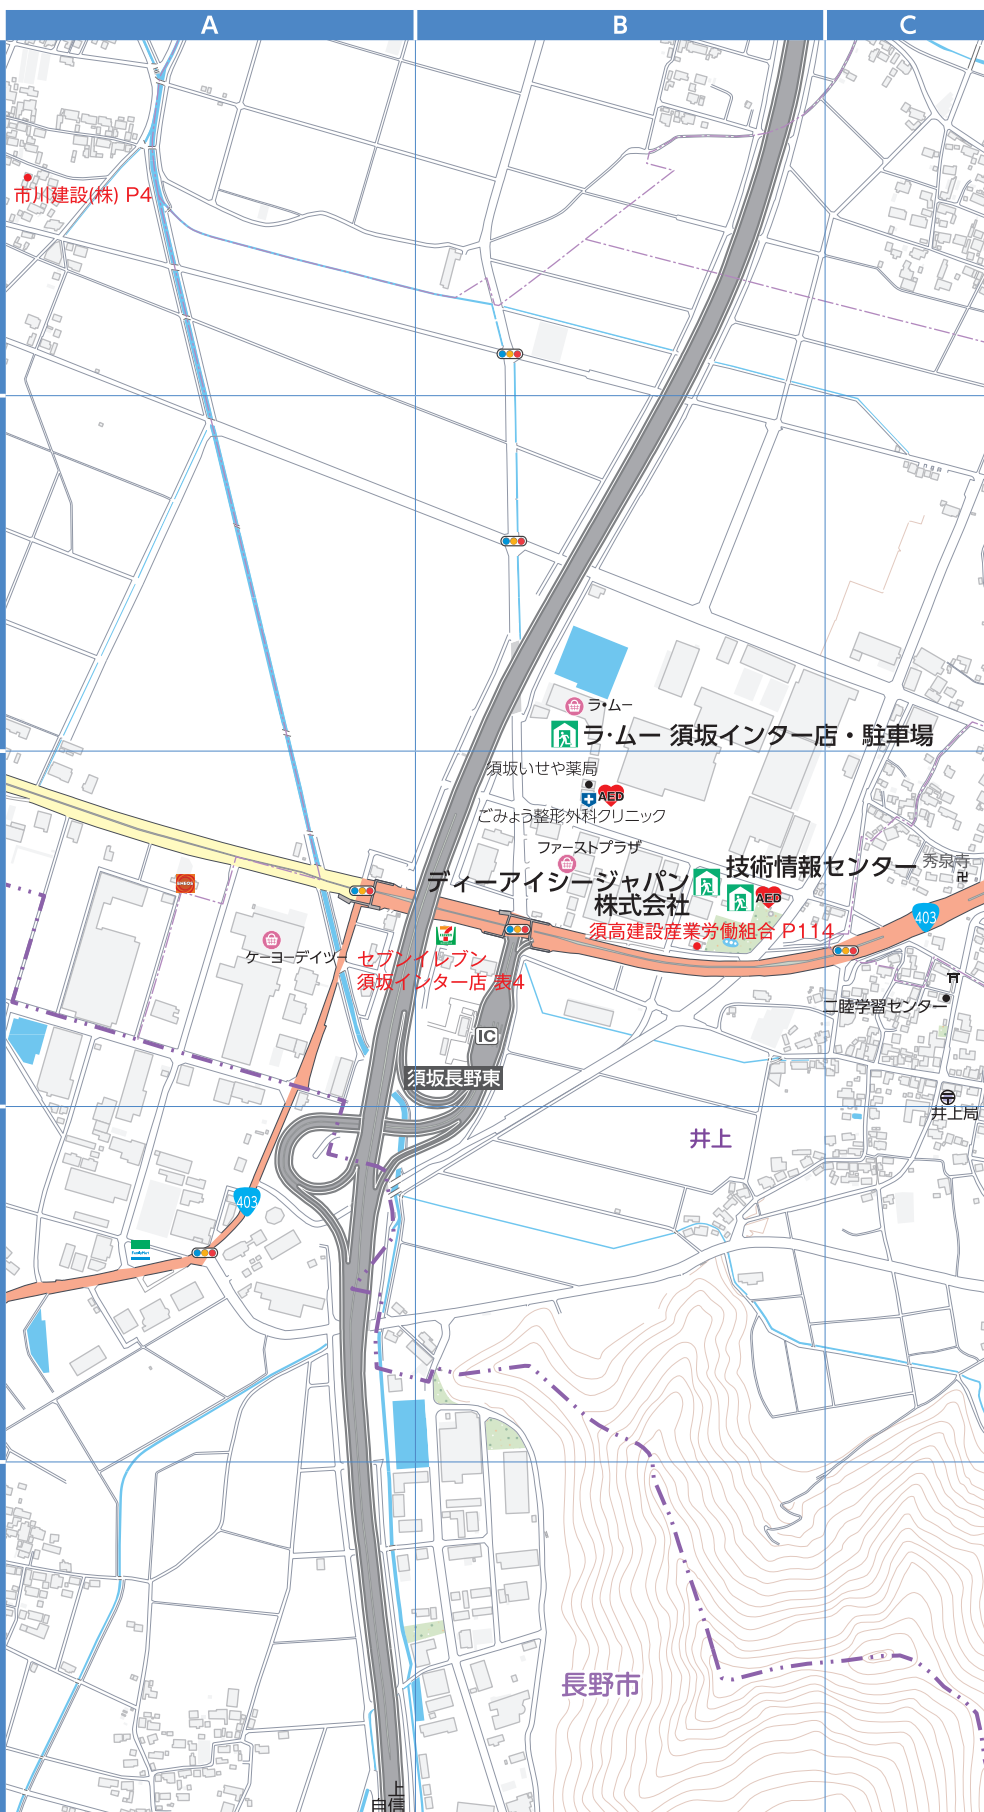 A
B
C
市川建設(株) P4
ラ・ムー
ラ・ムー 須坂インター店・駐車場
須坂いせや薬局
AED
ごみょう整形外科クリニック
ファーストプラザ
技術情報センター
秀泉寺
ディーアイシージャパン
株式会社
AED
403
須高建設産業労働組合 P114
ENEOS
ケーヨーデイツー
セブンイレブン
須坂インター店 表4
二睦学習センター
IC
須坂長野東
井上局
井上
403
FamilyMart
長野市
上
自信